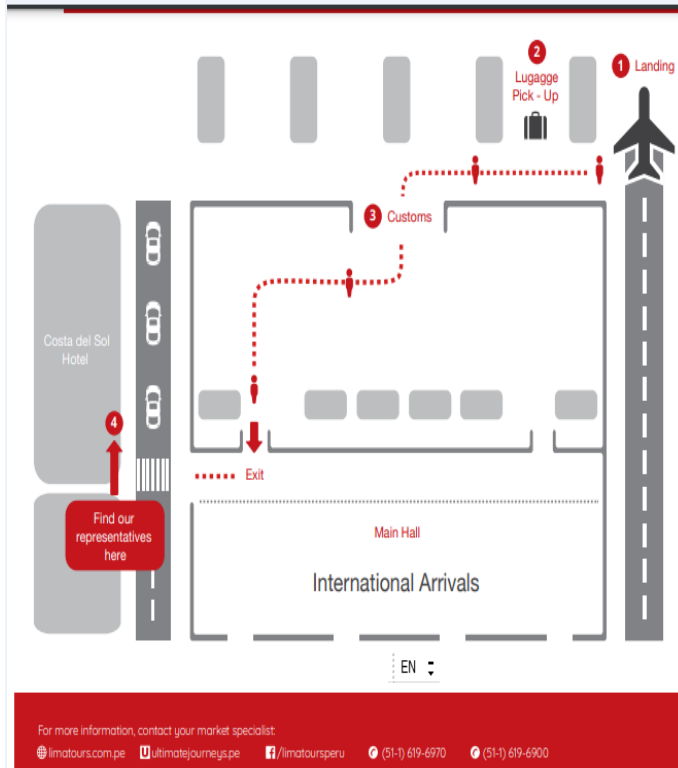 2
1 Landing
Lugagge
Pick - Up
3 Customs
Costa del Sol
Hotel
4
Exit
Find our
representatives
here
Main Hall
International Arrivals
EN
For more information, contact your market specialist:
limatours.com.pe U ultimatejourneys.pe f /limatoursperu (51-1) 619-6970 (51-1) 619-6900